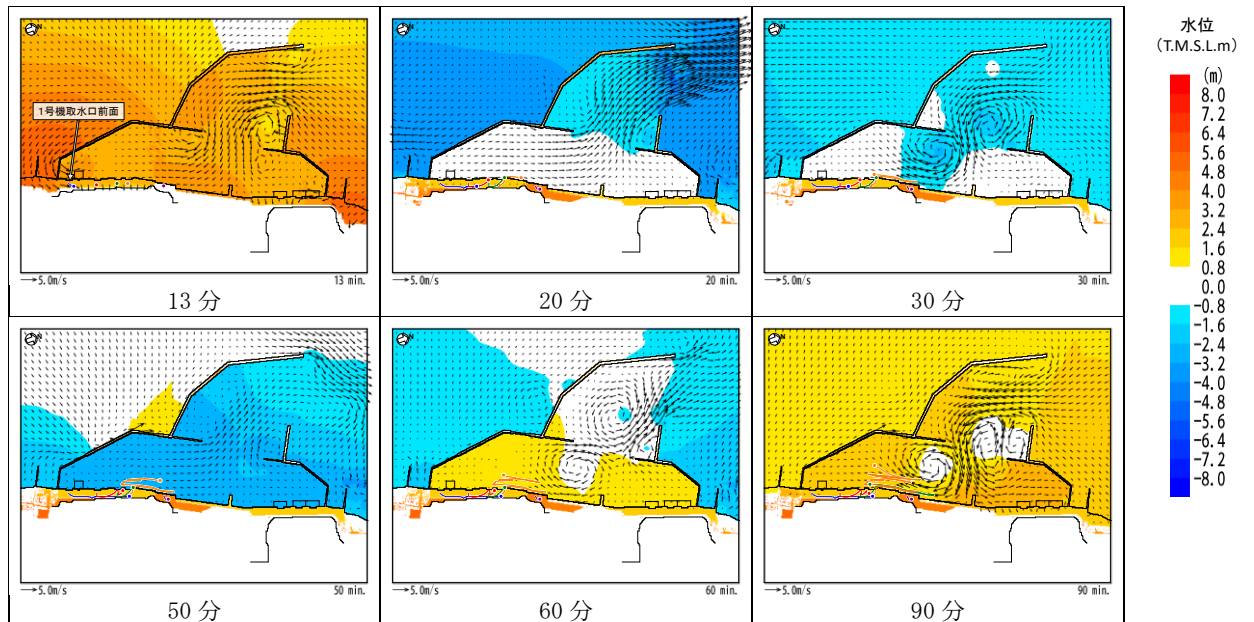 N
1号機取水口前面
5.0m/s
13 min.
13 分
N
5.0m/s
20 min.
20 分
N
5.0m/s
30 min.
30 分
水位
(T.M.S.L.m)
(m)
8.0
7.2
6.4
5.6
4.8
4.0
3.2
2.4
1.6
0.8
0.0
-0.8
-1.6
-2.4
-3.2
-4.0
-4.8
-5.6
-6.4
-7.2
-8.0
N
5.0m/s
50 min.
50 分
N
5.0m/s
60 min.
60 分
N
5.0m/s
90 min.
90 分